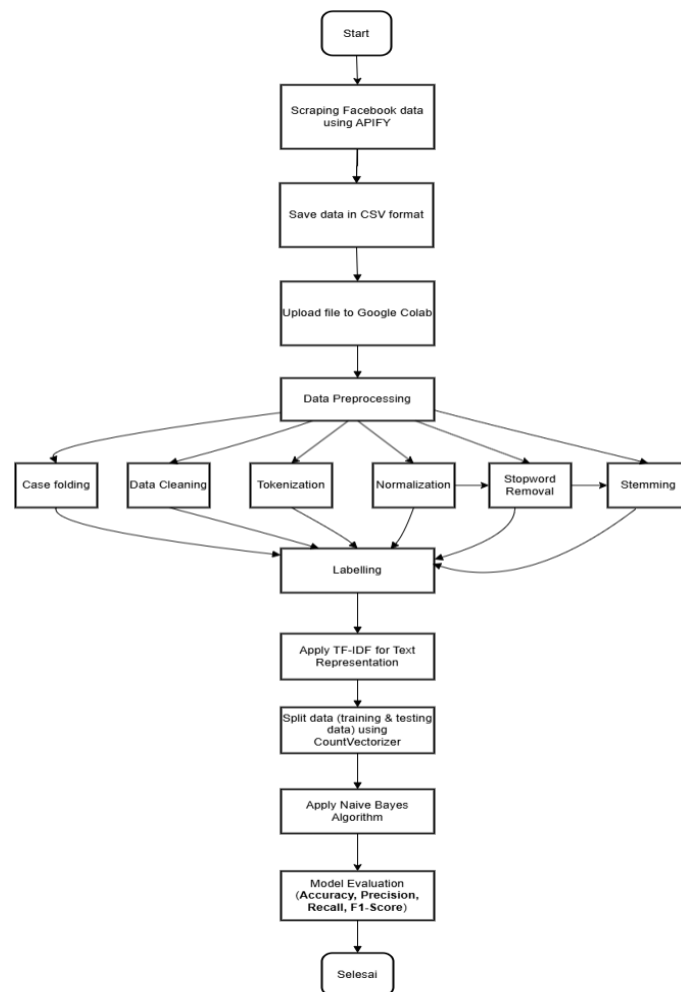 Start
Scraping Facebook data
using APIFY
Save data in CSV format
Upload file to Google Colab
Data Preprocessing
Case folding
Data Cleaning
Tokenization
Normalization
Stopword
Removal
Stemming
Labelling
Apply TF-IDF for Text
Representation
Split data (training & testing
data) using
CountVectorizer
Apply Naive Bayes
Algorithm
Model Evaluation
(Accuracy, Precision,
Recall, F1-Score)
Selesai